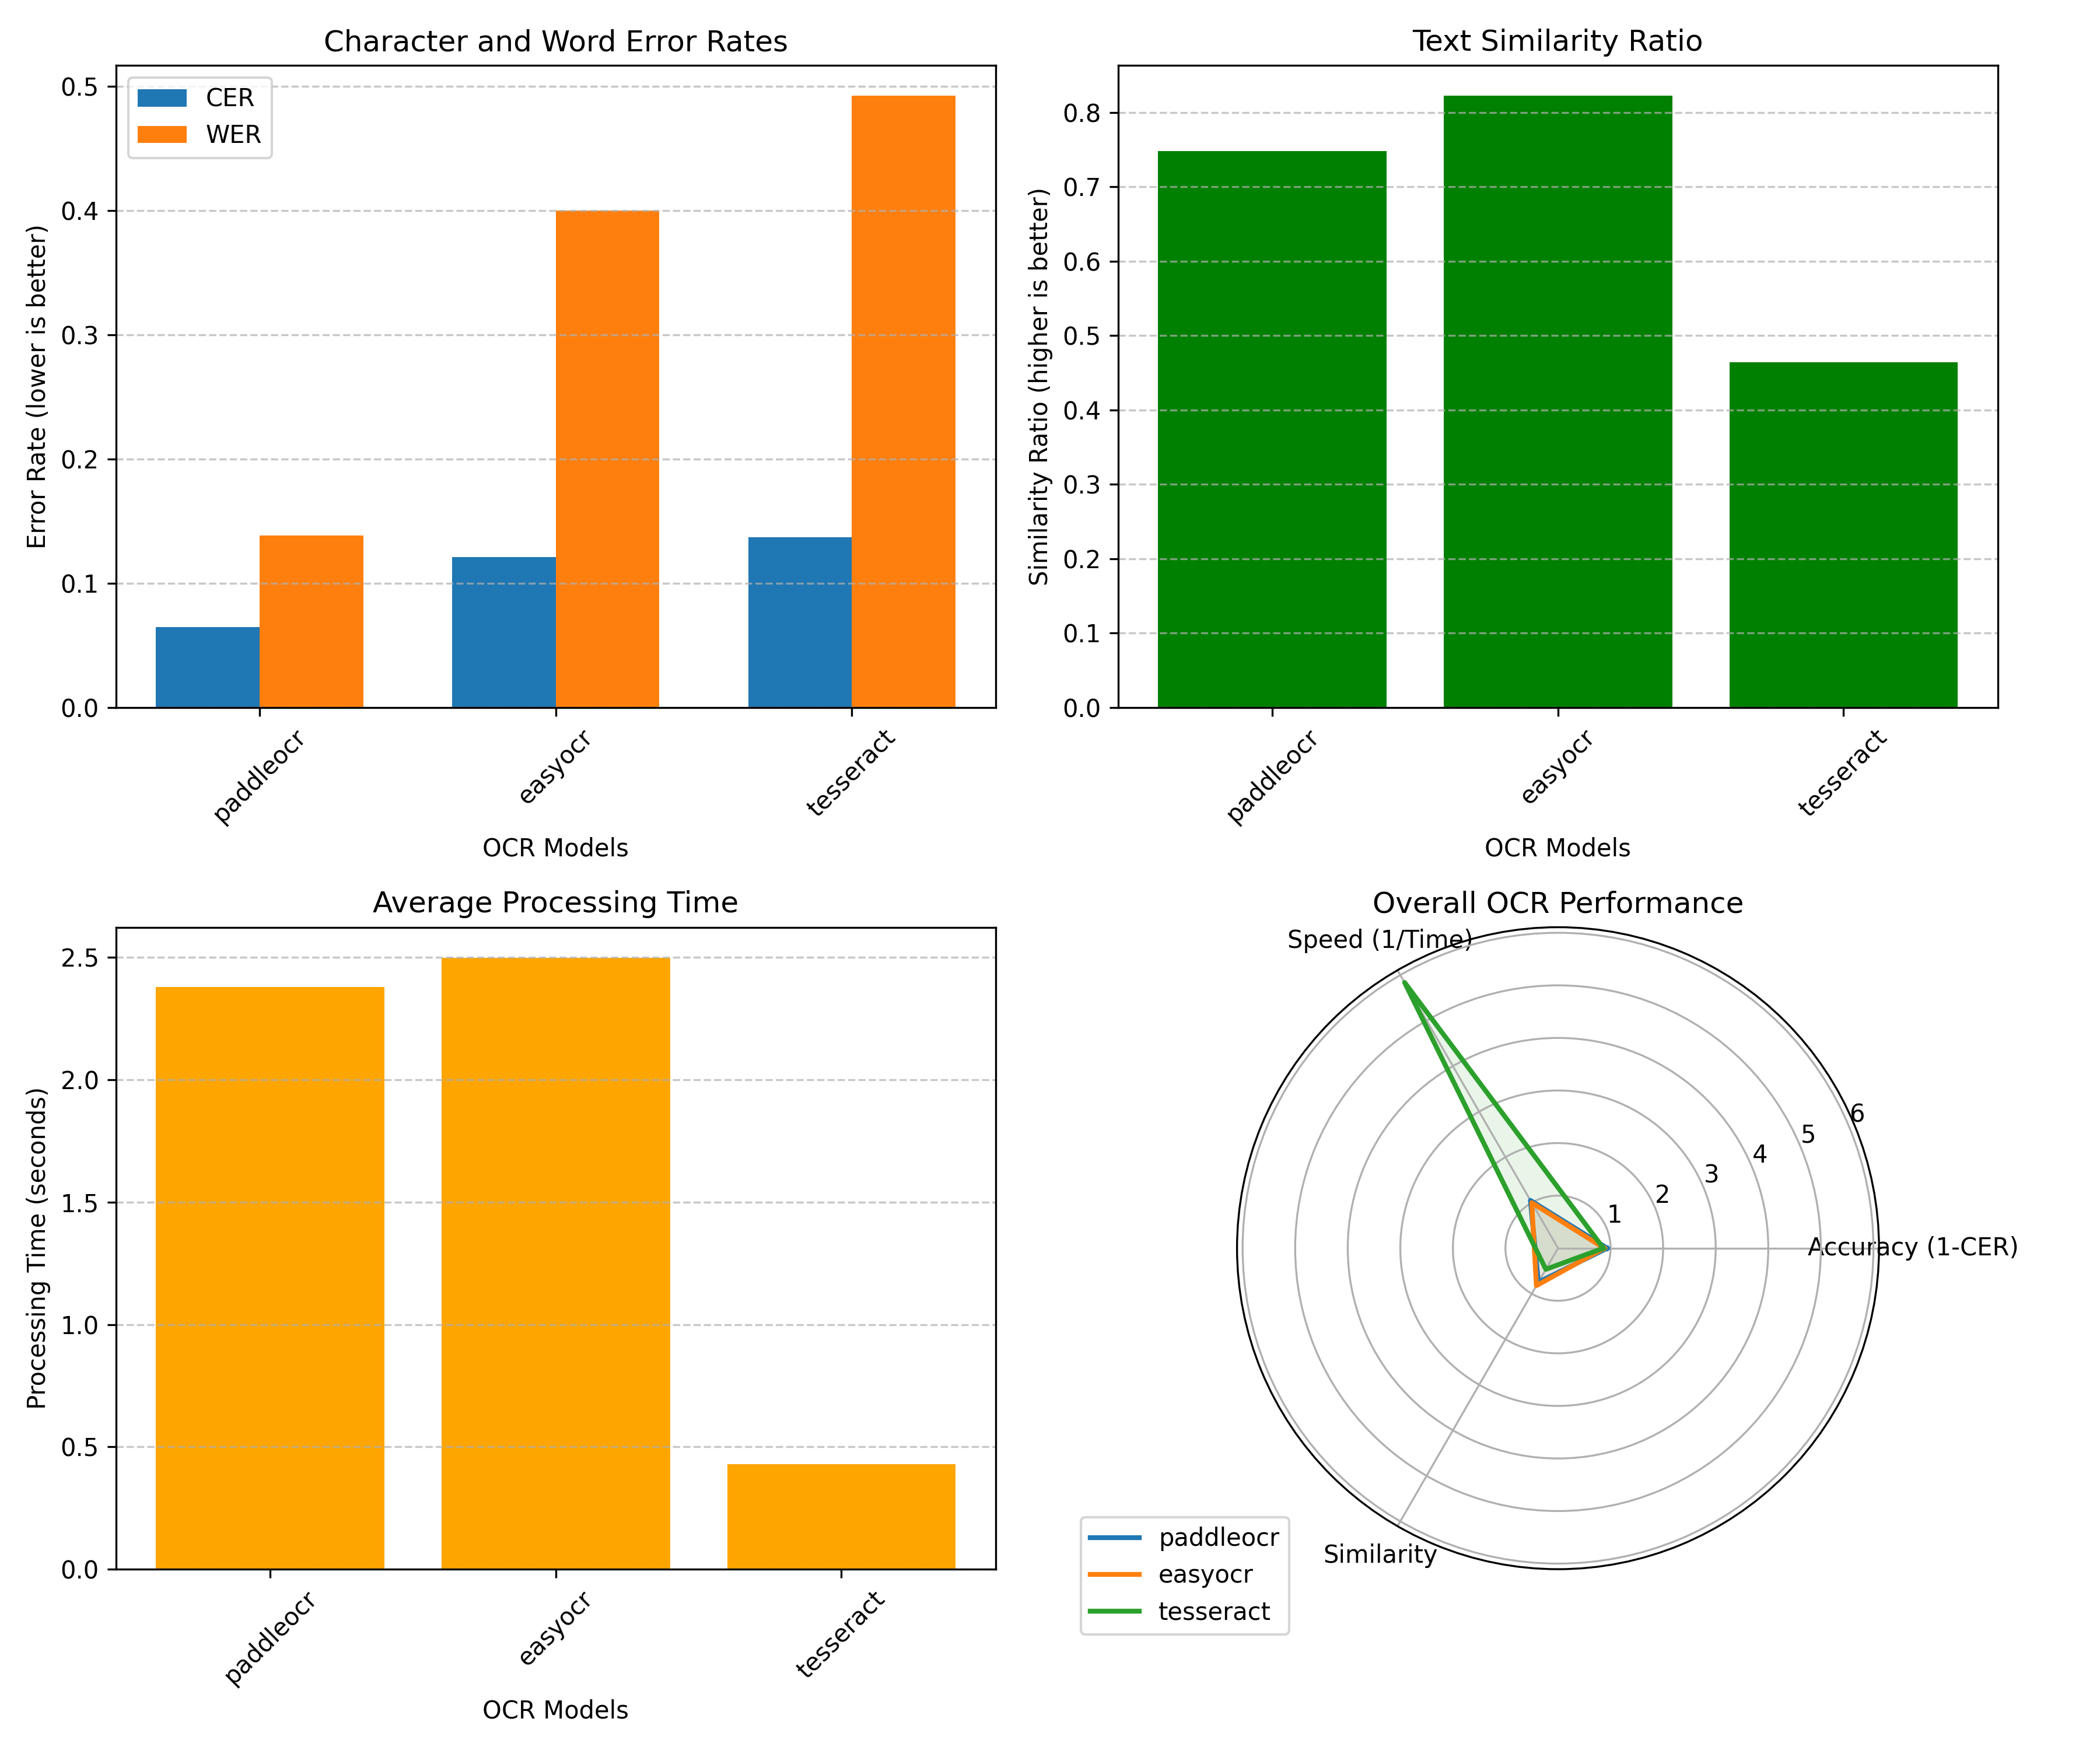 Character and Word Error Rates
CER
WER
Error Rate (lower is better)
0.5
0.4
0.3
0.2
0.1
0.0
paddleocr
easyocr
tesseract
OCR Models
Text Similarity Ratio
Similarity Ratio (higher is better)
0.8
0.7
0.6
0.5
0.4
0.3
0.2
0.1
0.0
paddleocr
easyocr
tesseract
OCR Models
Average Processing Time
Processing Time (seconds)
2.5
2.0
1.5
1.0
0.5
0.0
paddleocr
easyocr
tesseract
OCR Models
Overall OCR Performance
Speed (1/Time)
6
5
4
3
2
1
Accuracy (1-CER)
Similarity
paddleocr
easyocr
tesseract